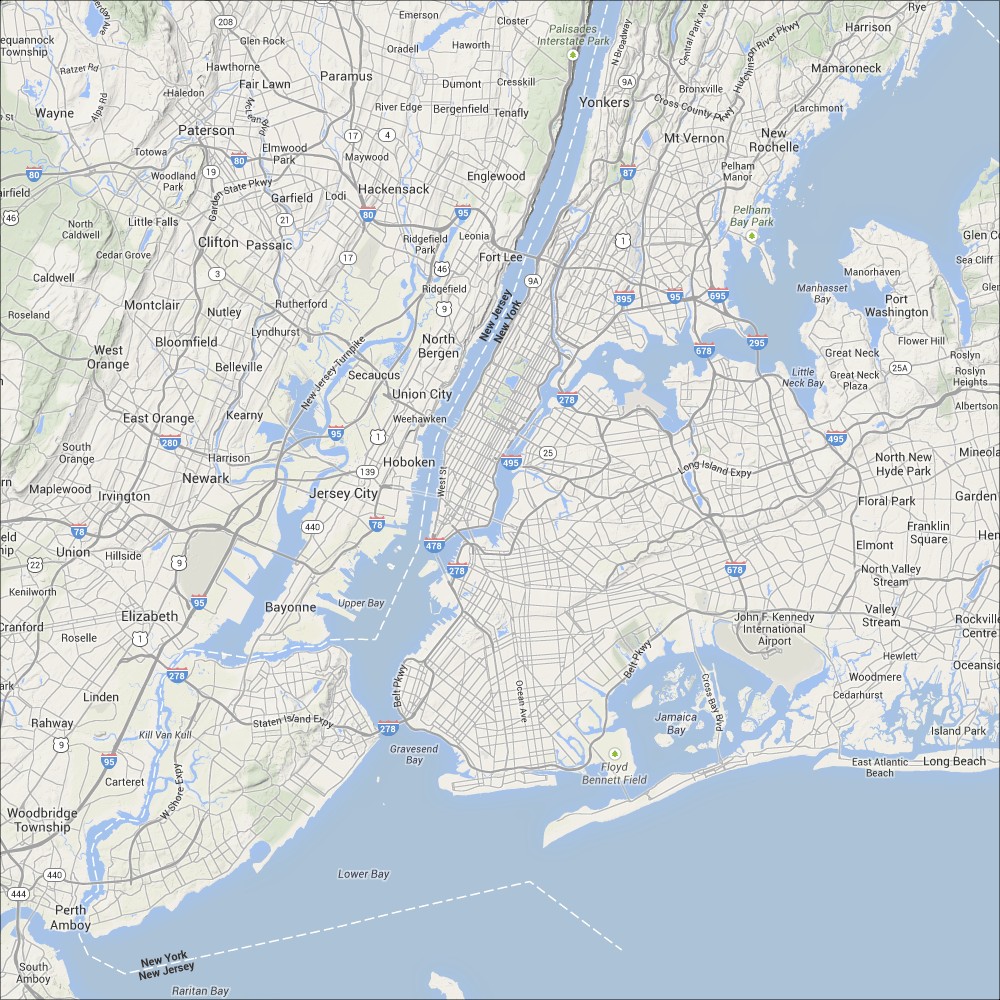 208
Emerson
Closter
Palisades
Interstate Park
N Broadway
Central Park Ave
Hutchinson River Pkwy
Harrison
Rye
equannock
Township
Glen Rock
Oradell
Haworth
Ratzer Rd
Hawthorne
Paramus
Mamaroneck
Haledon
Fair Lawn
Dumont
Cresskill
9A
Bronxville
Wayne
Alps Rd
McLean Blvd
River Edge
Bergenfield
Tenafly
Yonkers
Cross County Pkwy
Larchmont
Paterson
17
4
Mt Vernon
New
Rochelle
Totowa
80
Elmwood
Park
Maywood
80
Woodland
Park
19
Englewood
87
Pelham
Manor
airfield
Garden State Pkwy
Garfield
Lodi
Hackensack
46
North
Caldwell
Little Falls
21
80
95
Pelham
Bay Park
Clifton
Passaic
Ridgefield
Park
Leonia
1
Glen Co
Cedar Grove
17
Fort Lee
Sea Cliff
Caldwell
3
46
9A
Manorhaven
Ridgefield
895
95
695
Manhasset
Bay
Port
Washington
Roseland
Montclair
Nutley
Rutherford
9
New Jersey
New York
Lyndhurst
North
Bergen
Bloomfield
678
295
Flower Hill
West
Orange
New Jersey Turnpike
Great Neck
Roslyn
Belleville
Secaucus
Little
Neck Bay
Great Neck
Plaza
25A
Roslyn
Heights
Union City
278
East Orange
Kearny
Weehawken
Albertson
280
95
1
495
South
Orange
Harrison
Hoboken
495
25
Long Island Expy
North New
Hyde Park
Mineola
Newark
139
West St
Maplewood
Irvington
Jersey City
Floral Park
Garden
78
440
78
478
Franklin
Square
Union
Hillside
Elmont
22
9
278
678
North Valley
Stream
Kenilworth
95
Bayonne
Upper Bay
Cranford
Elizabeth
John F. Kennedy
International
Airport
Valley
Stream
Rockville
Centre
Roselle
1
Belt Pkwy
Hewlett
278
Belt Pkwy
Cross Bay Blvd
Woodmere
Oceanside
Linden
Ocean Ave
Cedarhurst
Rahway
Staten Island Expy
278
Jamaica
Bay
Island Park
9
Kill Van Kull
Gravesend
Bay
95
Floyd
Bennett Field
East Atlantic
Beach
Long Beach
Carteret
W Shore Expy
Woodbridge
Township
440
Lower Bay
444
Perth
Amboy
New York
New Jersey
South
Amboy
Raritan Bay